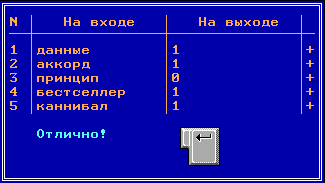 N На входе На выходе
1 данные 1 +
2 аккорд 1 +
3 принцип 0 +
4 бестселлер 1 +
5 каннибал 1 +
Отлично!